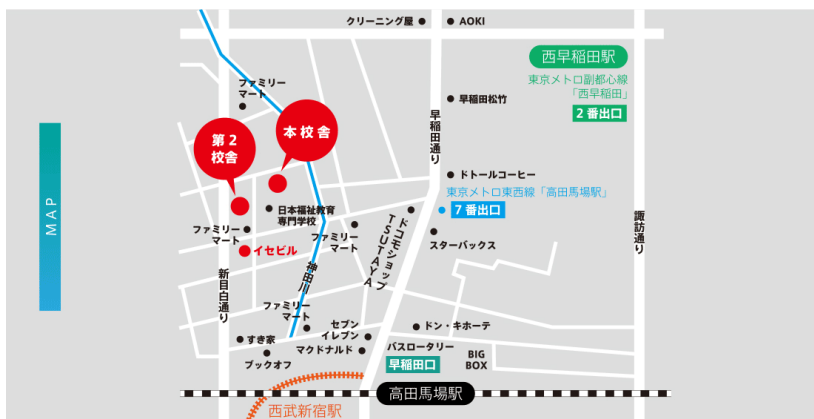 クリーニング屋
AOKI
西早稲田駅
東京メトロ副都心線
「西早稲田」
2番出口
ファミリー
マート
早稲田松竹
第2
校舎
本校舎
早稲田通り
MAP
ドトールコーヒー
東京メトロ東西線「高田馬場駅」
7番出口
日本福祉教育
専門学校
ファミリー
マート
ファミリー
マート
ドコモショップ
TSUTAYA
スターバックス
諏訪通り
イセビル
新目白通り
神田川
ファミリー
マート
セブン
イレブン
ドン・キホーテ
すき家
マクドナルド
バスロータリー
ブックオフ
早稲田口
BIG
BOX
高田馬場駅
西武新宿駅